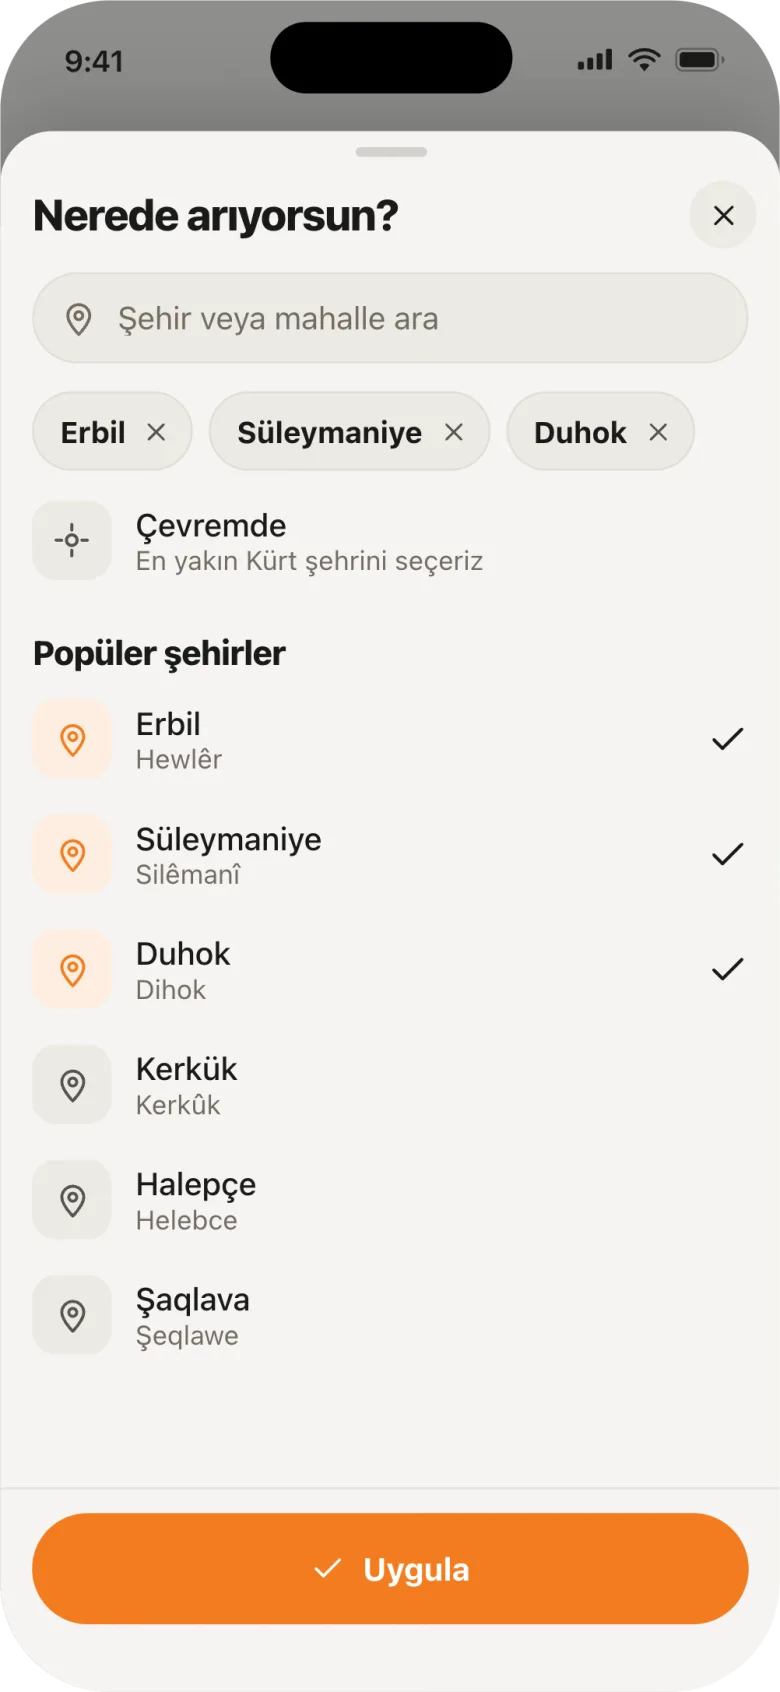 9:41
Nerede arıyorsun?
Şehir veya mahalle ara
Erbil Süleymaniye Duhok
Çevremde
En yakın Kürt şehrini seçeriz
Popüler şehirler
Erbil
Hewlêr
Süleymaniye
Silêmanî
Duhok
Dihok
Kerkük
Kerkûk
Halepçe
Helebce
Şaqlava
Şeqlawe
Uygula